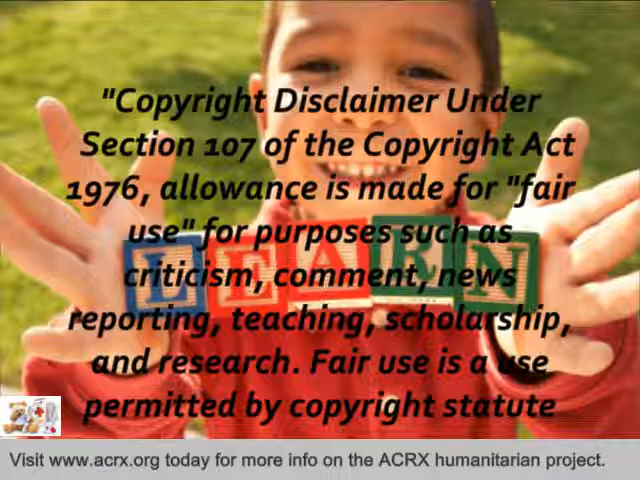 "Copyright Disclaimer Under
Section 107 of the Copyright Act
1976, allowance is made for "fair
use" for purposes such as
L E A R N
criticism, comment, news
reporting, teaching, scholarship,
and research. Fair use is a use
permitted by copyright statute
Visit www.acrx.org today for more info on the ACRX humanitarian project.